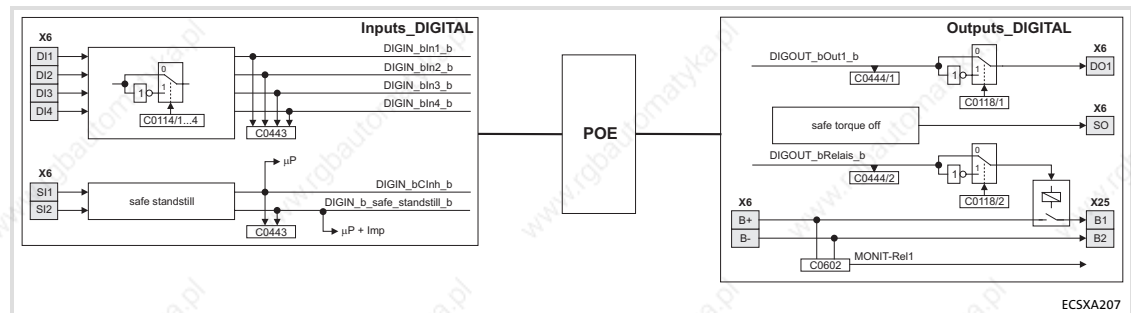 Inputs_DIGITAL
X6
DI1
DI2
DI3
DI4
0
1
1
C0114/1...4
DIGIN_bIn1_b
DIGIN_bIn2_b
DIGIN_bIn3_b
DIGIN_bIn4_b
C0443
X6
SI1
SI2
safe standstill
µP
DIGIN_bCInh_b
DIGIN_b_safe_standstill_b
C0443
µP + Imp
POE
Outputs_DIGITAL
DIGOUT_bOut1_b
C0444/1
0
1
1
C0118/1
X6
DO1
safe torque off
X6
SO
DIGOUT_bRelais_b
C0444/2
0
1
1
C0118/2
X6
B+
B-
X25
B1
B2
C0602
MONIT-Rel1
ECSXA207
www.rgbautomatyka.pl